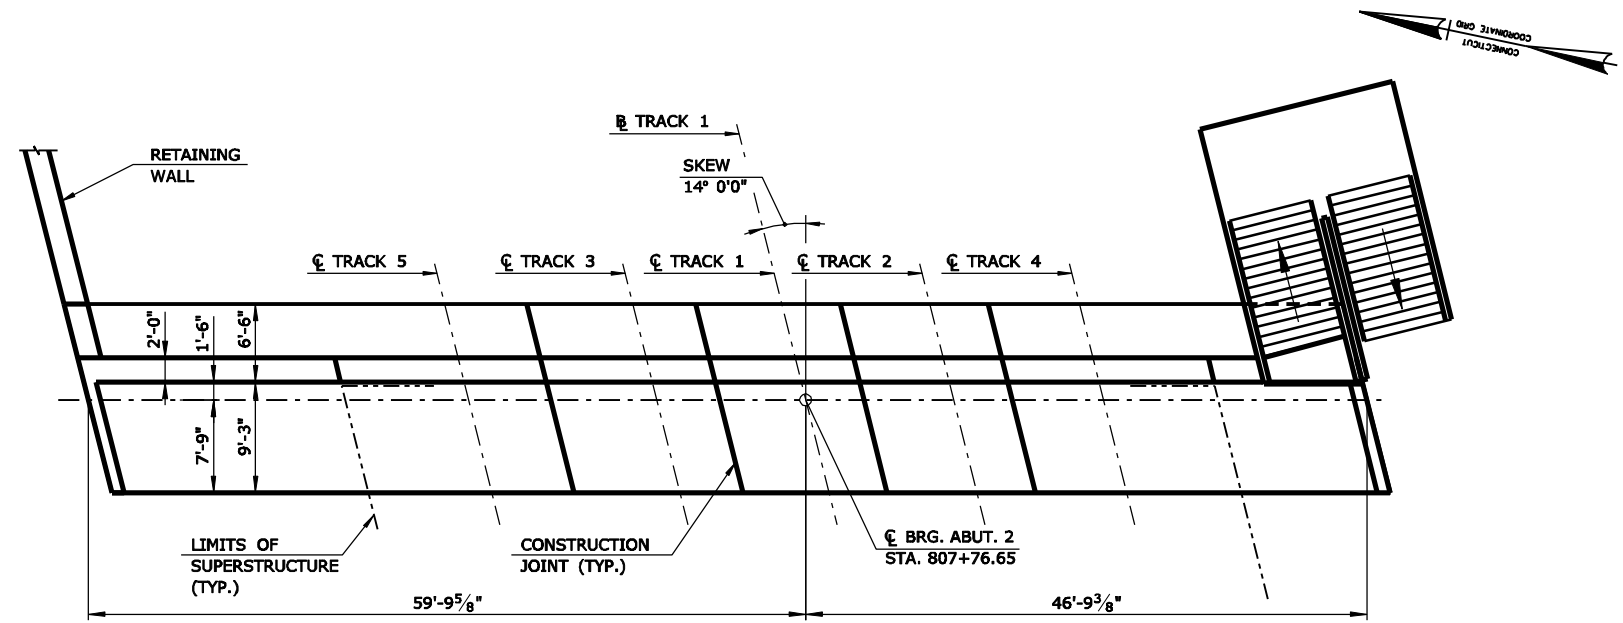 CONNECTICUT
COORDINATE GRID
℄ TRACK 1
RETAINING
WALL
SKEW
14° 0'0"
℄ TRACK 5
℄ TRACK 3
℄ TRACK 1
℄ TRACK 2
℄ TRACK 4
2'-0"
1'-6"
6'-6"
7'-9"
9'-3"
LIMITS OF
SUPERSTRUCTURE
(TYP.)
CONSTRUCTION
JOINT (TYP.)
℄ BRG. ABUT. 2
STA. 807+76.65
59'-9⅝"
46'-9⅜"